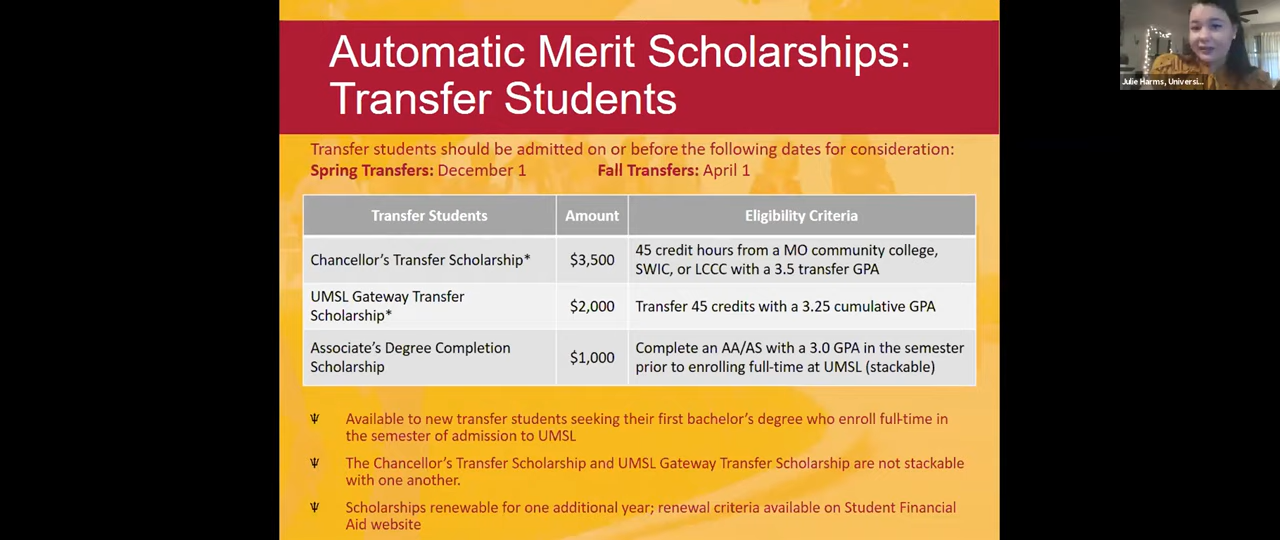 Automatic Merit Scholarships:
Transfer Students
Julie Harms, Universi...
Transfer students should be admitted on or before the following dates for consideration:
Spring Transfers: December 1 Fall Transfers: April 1
Transfer Students Amount Eligibility Criteria
Chancellor's Transfer Scholarship* $3,500 45 credit hours from a MO community college,
SWIC, or LCCC with a 3.5 transfer GPA
UMSL Gateway Transfer
Scholarship* $2,000 Transfer 45 credits with a 3.25 cumulative GPA
Associate's Degree Completion
Scholarship $1,000 Complete an AA/AS with a 3.0 GPA in the semester
prior to enrolling full-time at UMSL (stackable)
Available to new transfer students seeking their first bachelor's degree who enroll full-time in
the semester of admission to UMSL
The Chancellor's Transfer Scholarship and UMSL Gateway Transfer Scholarship are not stackable
with one another.
Scholarships renewable for one additional year; renewal criteria available on Student Financial
Aid website